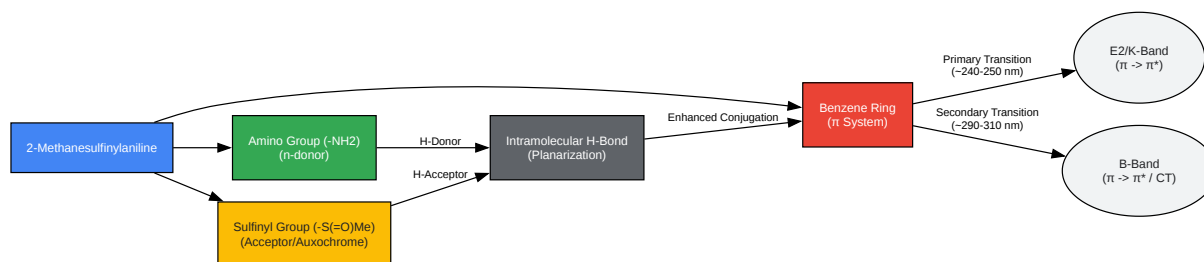 2-Methanesulfinylaniline
Amino Group (-NH2)
(n-donor)
Sulfinyl Group (-S(=O)Me)
(Acceptor/Auxochrome)
H-Donor
H-Acceptor
Intramolecular H-Bond
(Planarization)
Enhanced Conjugation
Benzene Ring
(π System)
Primary Transition
(~240-250 nm)
Secondary Transition
(~290-310 nm)
E2/K-Band
(π -> π*)
B-Band
(π -> π* / CT)